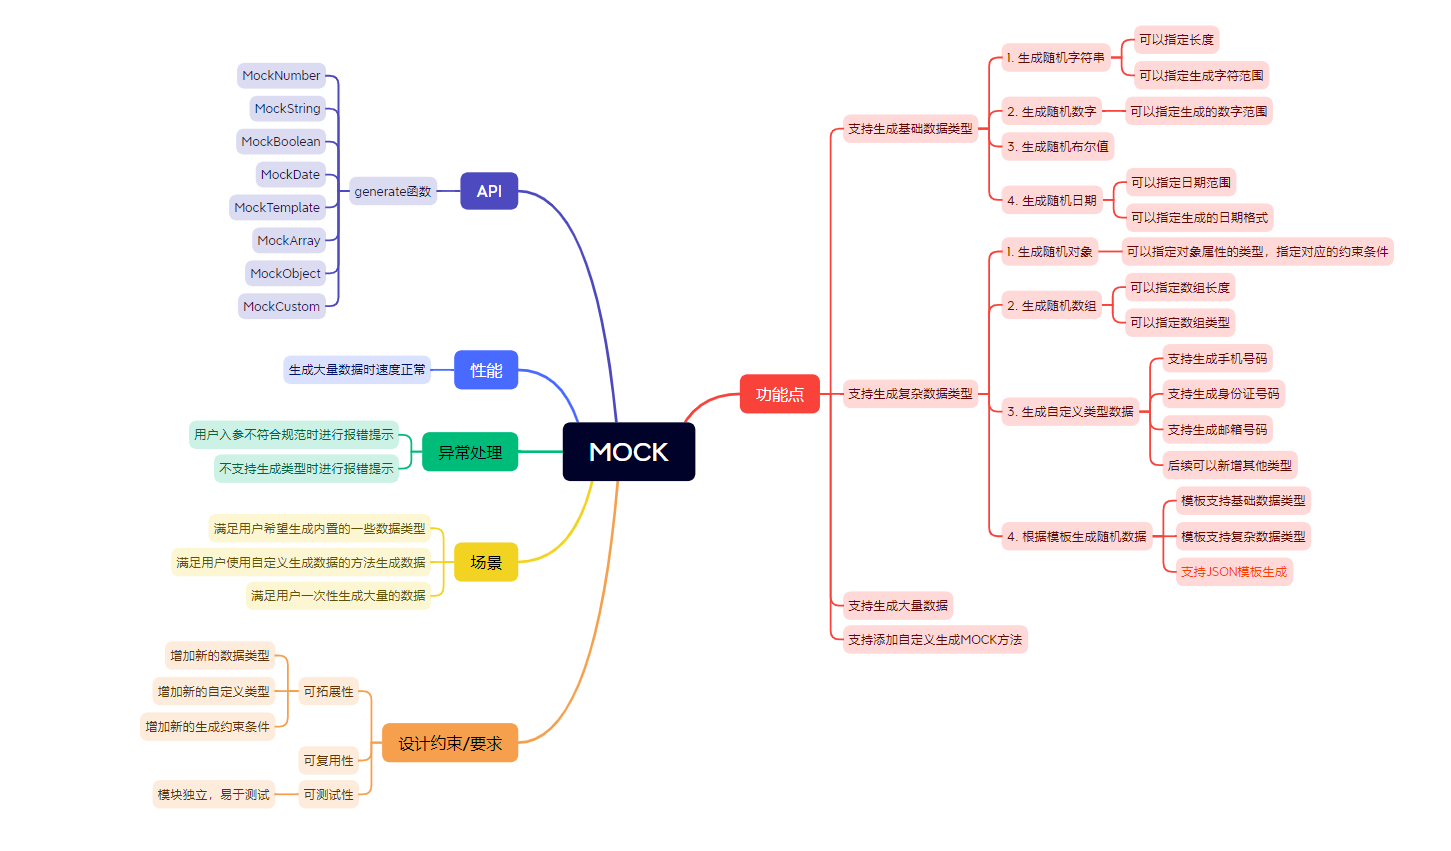 MOCK
功能点
支持生成基础数据类型
1. 生成随机字符串
可以指定长度
可以指定生成字符范围
2. 生成随机数字
可以指定生成的数字范围
3. 生成随机布尔值
4. 生成随机日期
可以指定日期范围
可以指定生成的日期格式
支持生成复杂数据类型
1. 生成随机对象
可以指定对象属性的类型，指定对应的约束条件
2. 生成随机数组
可以指定数组长度
可以指定数组类型
3. 生成自定义类型数据
支持生成手机号码
支持生成身份证号码
支持生成邮箱号码
后续可以新增其他类型
4. 根据模板生成随机数据
模板支持基础数据类型
模板支持复杂数据类型
支持JSON模板生成
支持生成大量数据
支持添加自定义生成MOCK方法
API
generate函数
MockNumber
MockString
MockBoolean
MockDate
MockTemplate
MockArray
MockObject
MockCustom
性能
生成大量数据时速度正常
异常处理
用户入参不符合规范时进行报错提示
不支持生成类型时进行报错提示
场景
满足用户希望生成内置的一些数据类型
满足用户使用自定义生成数据的方法生成数据
满足用户一次性生成大量的数据
设计约束/要求
可拓展性
增加新的数据类型
增加新的自定义类型
增加新的生成约束条件
可复用性
可测试性
模块独立，易于测试